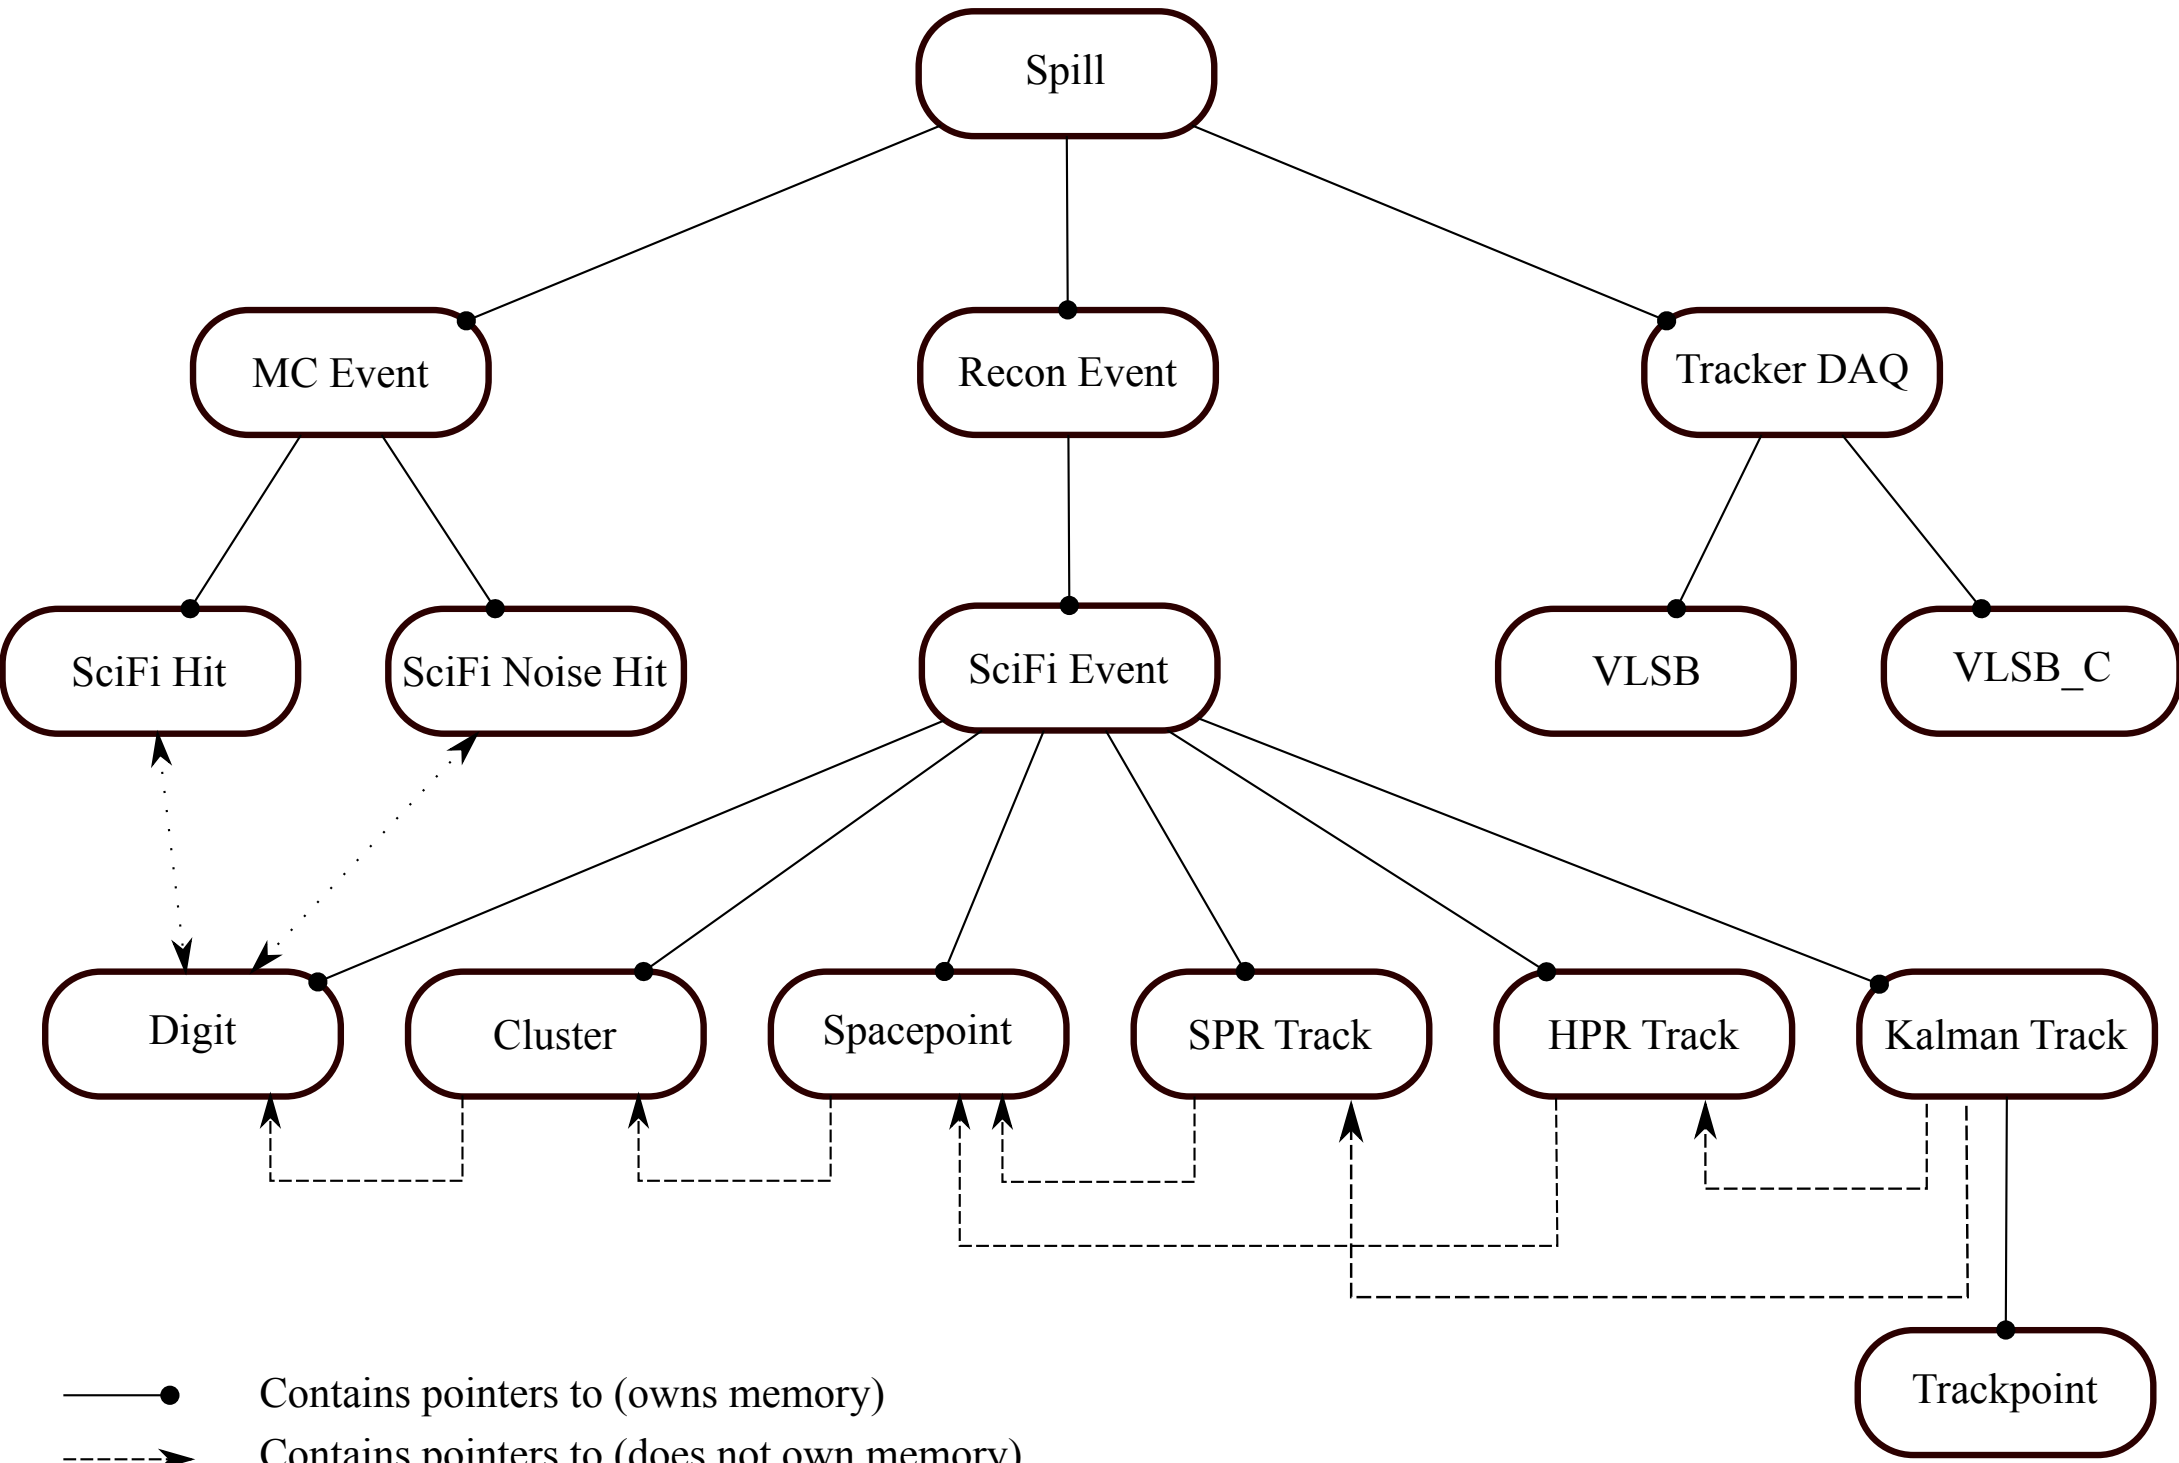 Spill
MC Event
Recon Event
Tracker DAQ
SciFi Hit
SciFi Noise Hit
SciFi Event
VLSB
VLSB_C
Digit
Cluster
Spacepoint
SPR Track
HPR Track
Kalman Track
Trackpoint
Contains pointers to (owns memory)
Contains pointers to (does not own memory)